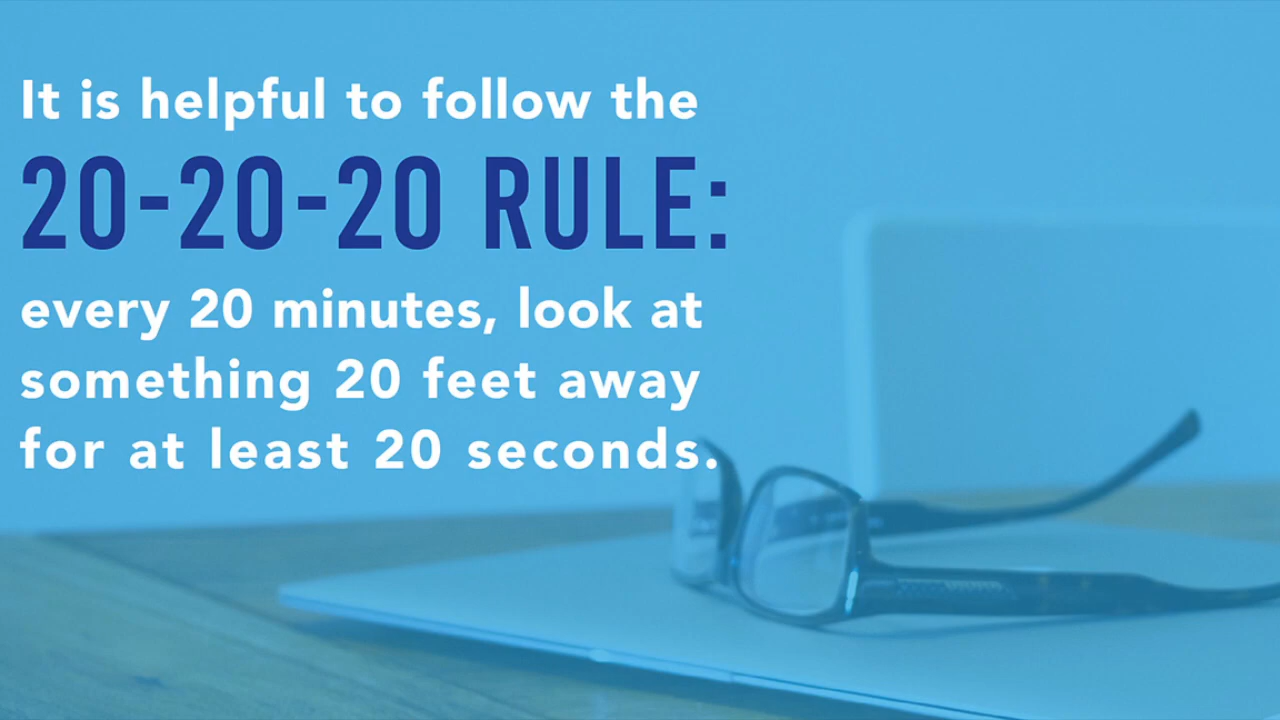 It is helpful to follow the
20-20-20 RULE:
every 20 minutes, look at
something 20 feet away
for at least 20 seconds.